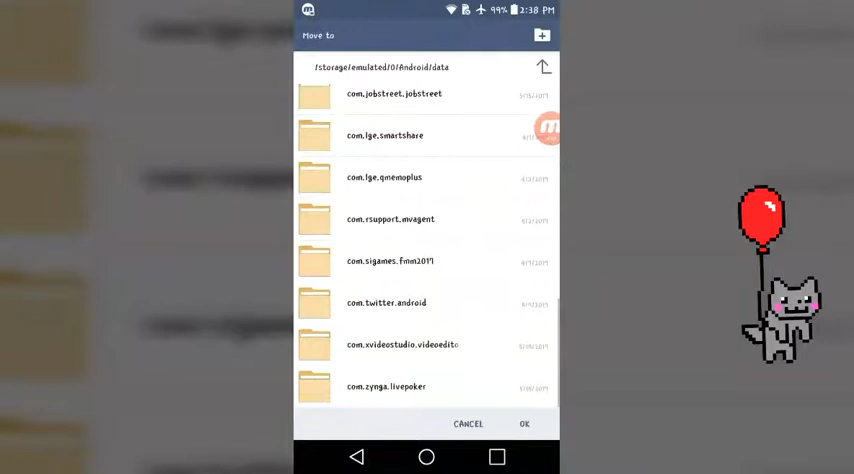 99% 2:38 PM
Move to
/storage/emulated/0/Android/data
com.jobstreet.jobstreet
com.lge.smartshare
com.lge.qmemoplus
com.rsupport.mvagent
com.sigames.fmm2017
com.twitter.android
com.xvideostudio.videoedito
com.zynga.livepoker
CANCEL OK